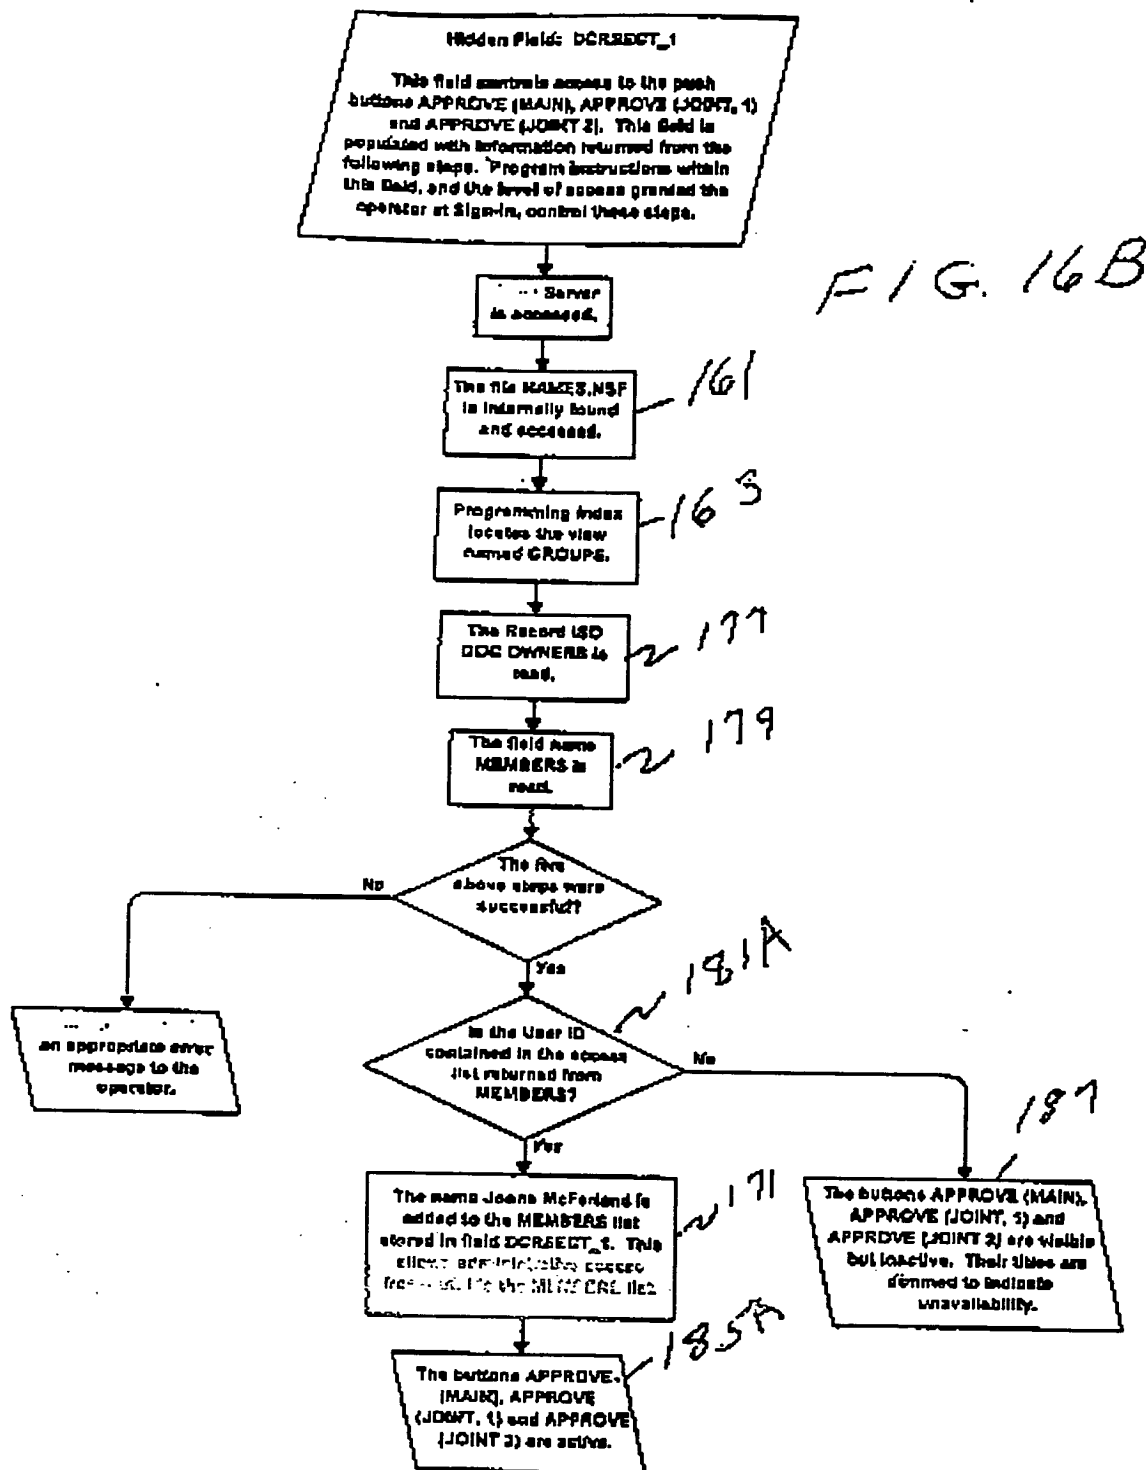 Hidden Field: DCRSECT_1
This field controls access to the push
buttons APPROVE (MAIN), APPROVE (JOINT, 1)
and APPROVE (JOINT 2). This field is
populated with information returned from the
following steps. Program instructions within
this field, and the level of access granted the
operator at Sign-In, control these steps.
FIG. 16B
Server
is accessed.
The file NAMES.NSF
is internally found
and accessed.
161
Programming index
locates the view
named GROUPS.
163
The Record ISD
DOC OWNERS is
read.
177
The field name
MEMBERS is
read.
179
The five
above steps were
successful?
No
Yes
an appropriate error
message to the
operator.
181A
Is the User ID
contained in the access
list returned from
MEMBERS?
No
Yes
187
The name Joann McFarland is
added to the MEMBERS list
stored in field DCRSECT_1. This
allows administrative access
the MEMBERS list.
171
The buttons APPROVE (MAIN),
APPROVE (JOINT, 1) and
APPROVE (JOINT 2) are visible
but inactive. Their titles are
dimmed to indicate
unavailability.
185A
The buttons APPROVE
(MAIN), APPROVE
(JOINT, 1) and APPROVE
(JOINT 2) are active.